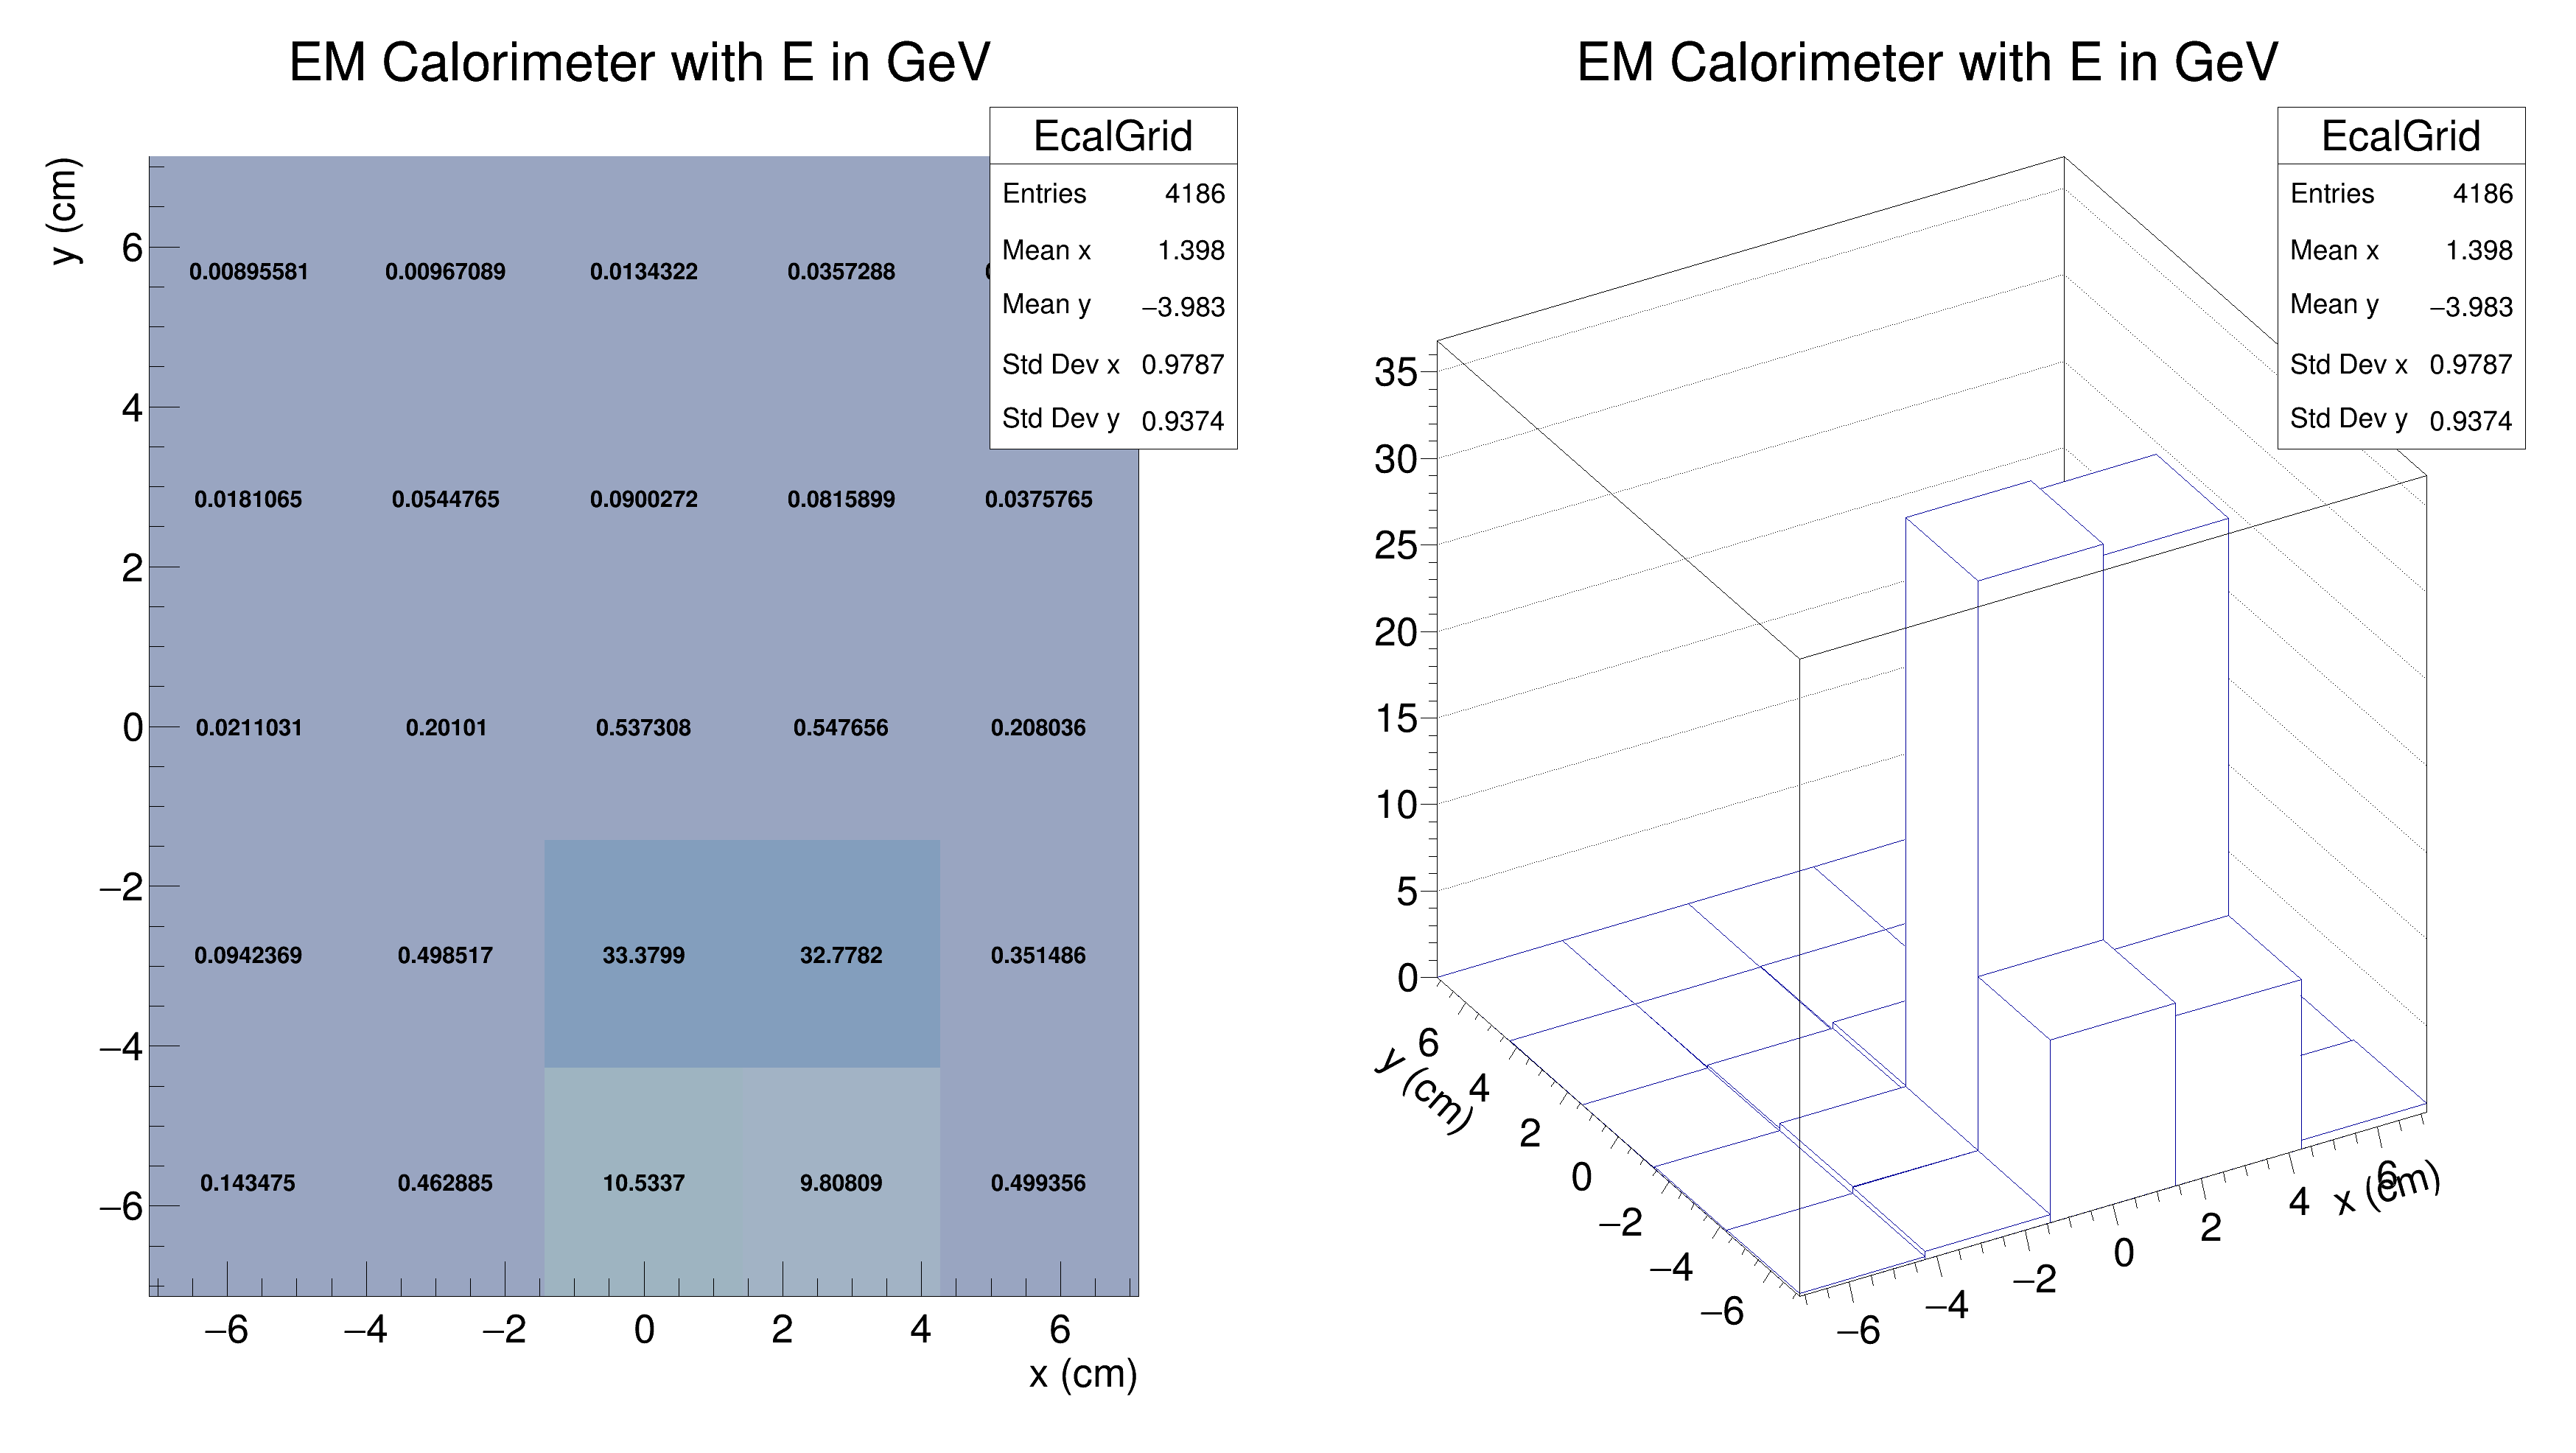 EM Calorimeter with E in GeV
EcalGrid
Entries 4186
Mean x 1.398
Mean y −3.983
Std Dev x 0.9787
Std Dev y 0.9374
y (cm)
6
4
2
0
−2
−4
−6
0.00895581 0.00967089 0.0134322 0.0357288
0.0181065 0.0544765 0.0900272 0.0815899 0.0375765
0.0211031 0.20101 0.537308 0.547656 0.208036
0.0942369 0.498517 33.3799 32.7782 0.351486
0.143475 0.462885 10.5337 9.80809 0.499356
−6 −4 −2 0 2 4 6
x (cm)
EM Calorimeter with E in GeV
EcalGrid
Entries 4186
Mean x 1.398
Mean y −3.983
Std Dev x 0.9787
Std Dev y 0.9374
35
30
25
20
15
10
5
0
y (cm)
6
4
2
0
−2
−4
−6
−6 −4 −2 0 2 4 6
x (cm)